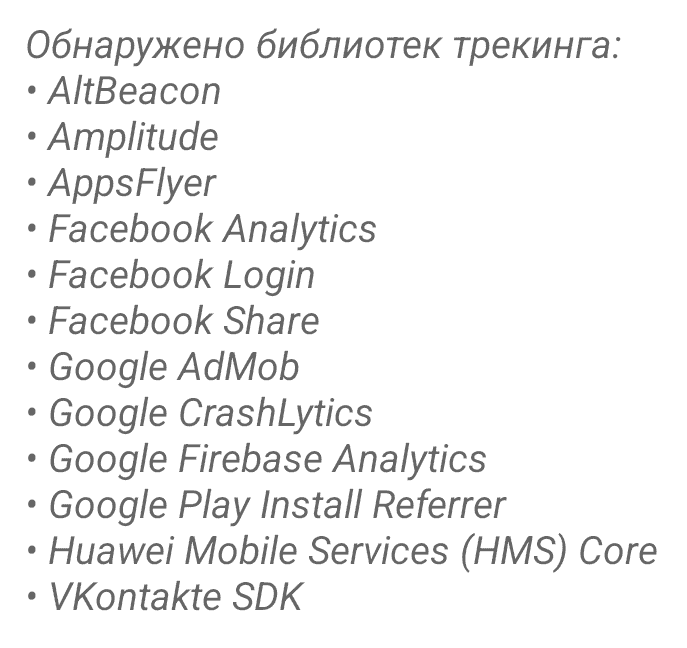 Обнаружено библиотек трекинга:
• AltBeacon
• Amplitude
• AppsFlyer
• Facebook Analytics
• Facebook Login
• Facebook Share
• Google AdMob
• Google CrashLytics
• Google Firebase Analytics
• Google Play Install Referrer
• Huawei Mobile Services (HMS) Core
• VKontakte SDK